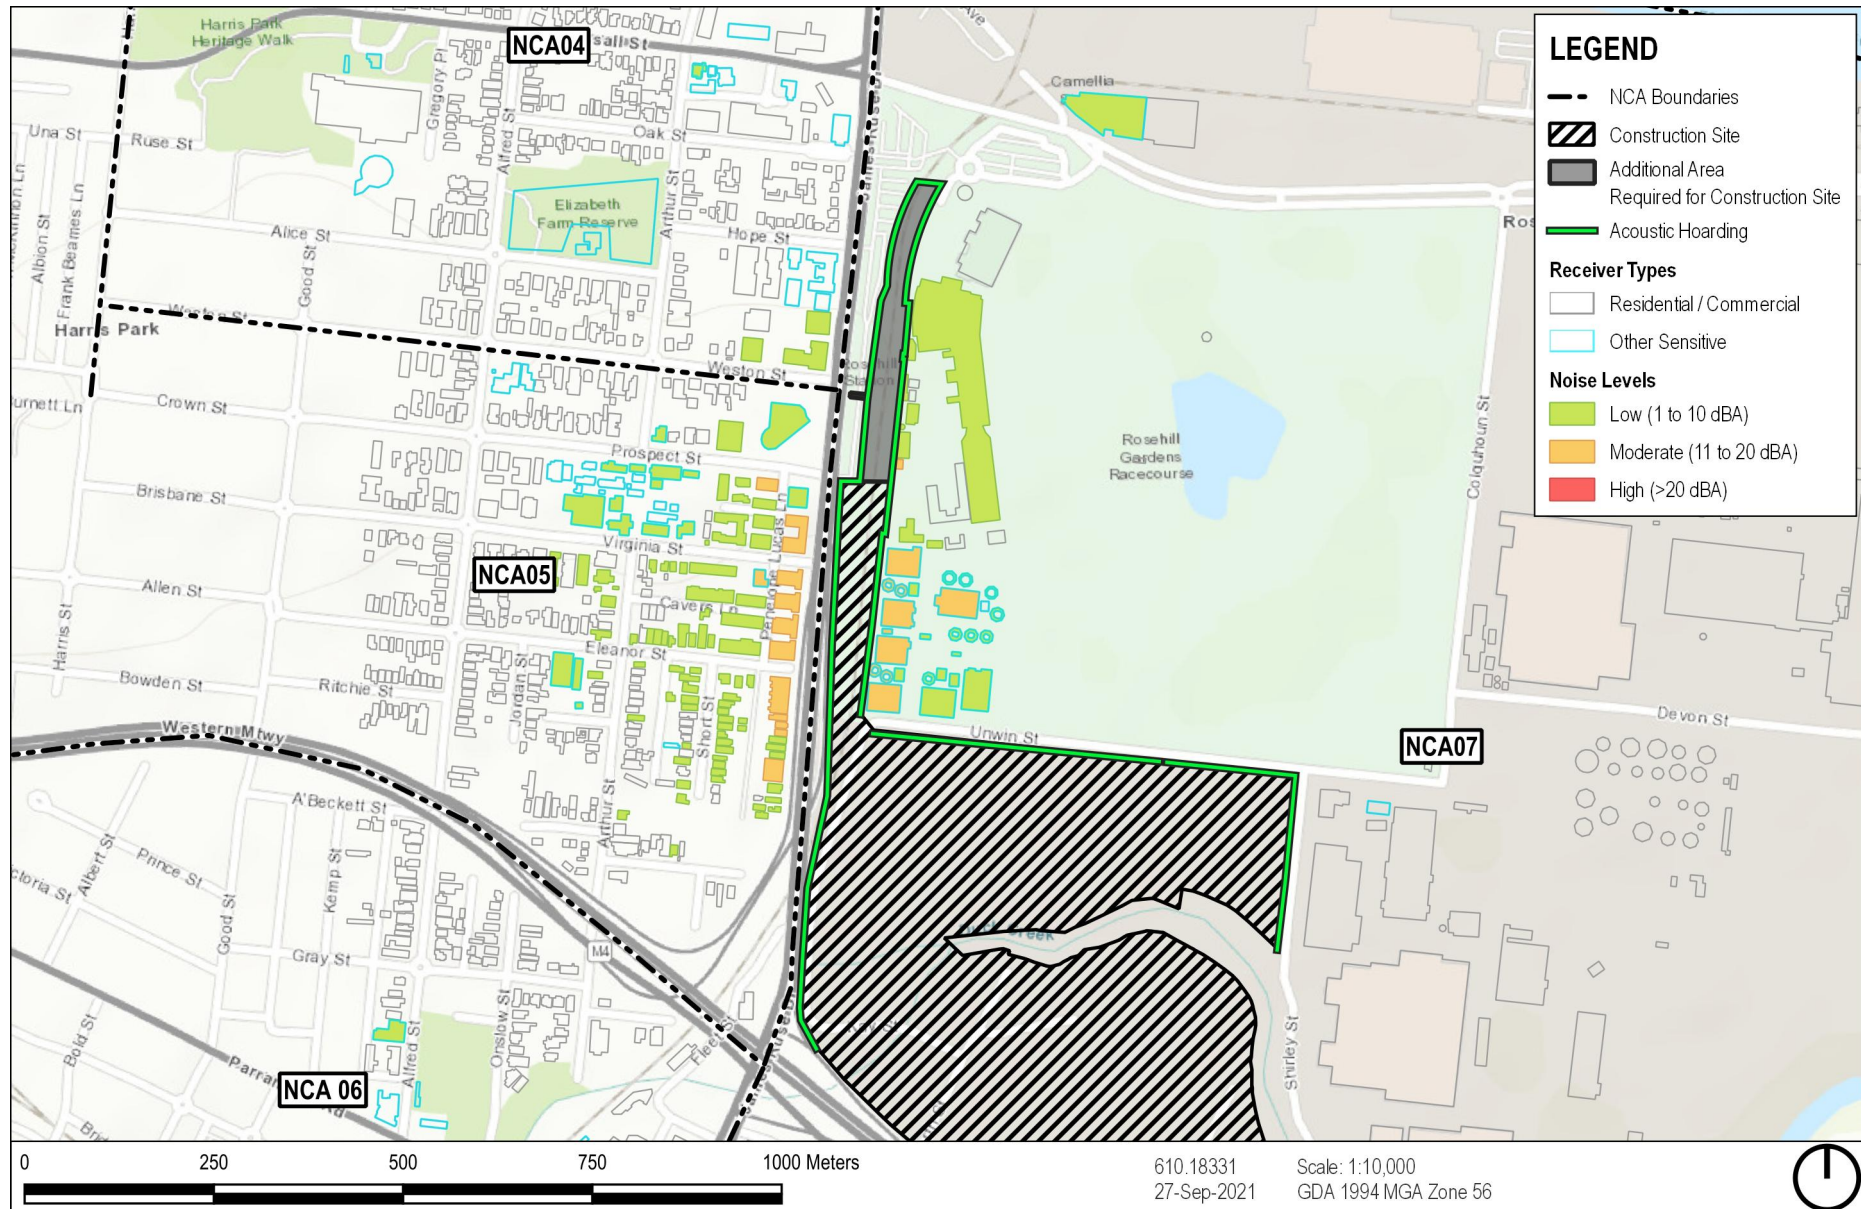 Harris Park
Heritage Walk
NCA04
Gregory Pl
Alfred St
Una St
Ruse St
Oak St
Arthur St
Elizabeth
Farm Reserve
Hope St
Alice St
Good St
Albion St
Frank Beames Ln
Weston St
Harris Park
Weston St
Crown St
Prospect St
Brisbane St
Virginia St
Penelope Lucas Ln
NCA05
Allen St
Cavers Ln
Eleanor St
Harris St
Bowden St
Ritchie St
Jordan St
Short St
Western Mtwy
Arthur St
A'Beckett St
Albert St
Prince St
Kemp St
Good St
Gray St
M4
Onslow St
Alfred St
Bold St
Fleet St
NCA 06
Camellia
Rosehill
Gardens
Racecourse
Colquhoun St
Unwin St
Devon St
NCA07
Kay St
Shirley St
LEGEND
NCA Boundaries
Construction Site
Additional Area
Required for Construction Site
Acoustic Hoarding
Receiver Types
Residential / Commercial
Other Sensitive
Noise Levels
Low (1 to 10 dBA)
Moderate (11 to 20 dBA)
High (>20 dBA)
0 250 500 750 1000 Meters
610.18331
27-Sep-2021
Scale: 1:10,000
GDA 1994 MGA Zone 56